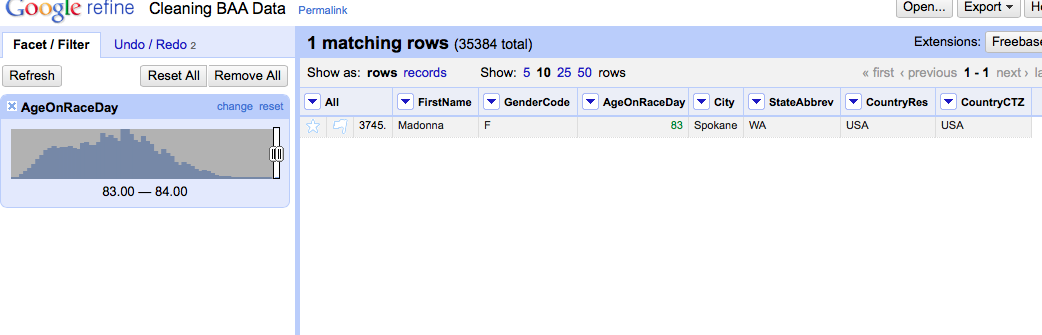 Google refine Cleaning BAA Data Permalink Open... Export
Facet / Filter Undo / Redo 2
Refresh Reset All Remove All
AgeOnRaceDay change reset
83.00 — 84.00
1 matching rows (35384 total) Extensions: Freebase
Show as: rows records Show: 5 10 25 50 rows « first ‹ previous 1 - 1 next ›
All FirstName GenderCode AgeOnRaceDay City StateAbbrev CountryRes CountryCTZ
3745. Madonna F 83 Spokane WA USA USA